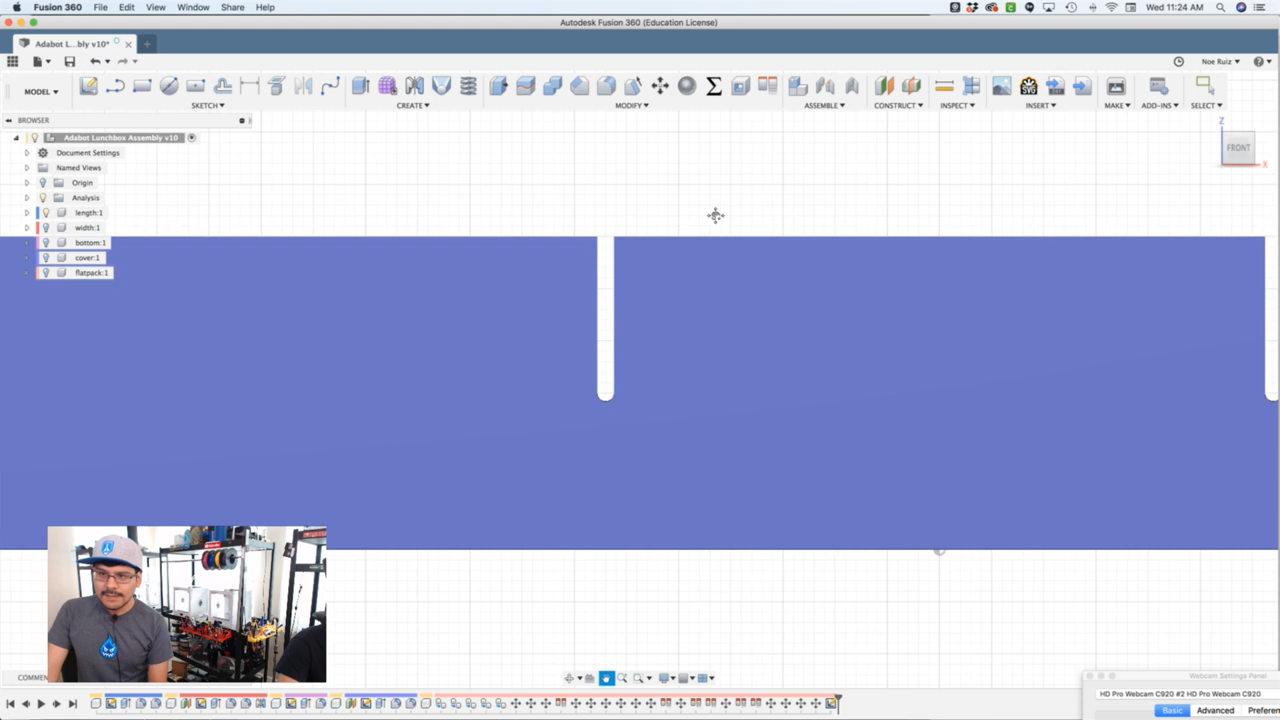 Fusion 360 File Edit View Window Share Help Wed 11:24 AM
Autodesk Fusion 360 (Education License)
Adabot L...bly v10*
Noe Ruiz
MODEL
SKETCH CREATE MODIFY ASSEMBLE CONSTRUCT INSPECT INSERT MAKE ADD-INS SELECT
BROWSER
Adabot Lunchbox Assembly v10
Document Settings
Named Views
Origin
Analysis
length:1
width:1
bottom:1
cover:1
flatpack:1
Z
FRONT
X
COMMEN
Webcam Settings Panel
HD Pro Webcam C920 #2 HD Pro Webcam C920
Basic Advanced Preferen